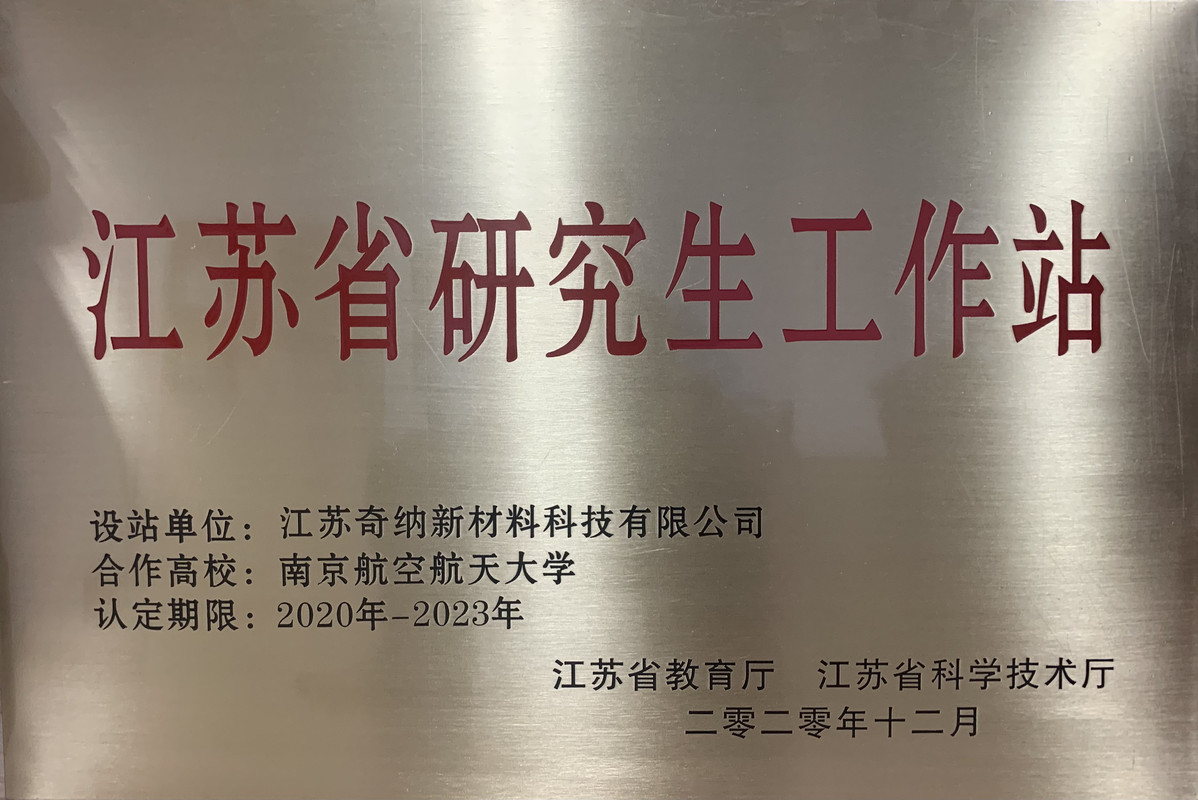 江苏省研究生工作站
设站单位：江苏奇纳新材料科技有限公司
合作高校：南京航空航天大学
认定期限：2020年-2023年
江苏省教育厅 江苏省科学技术厅
二零二零年十二月